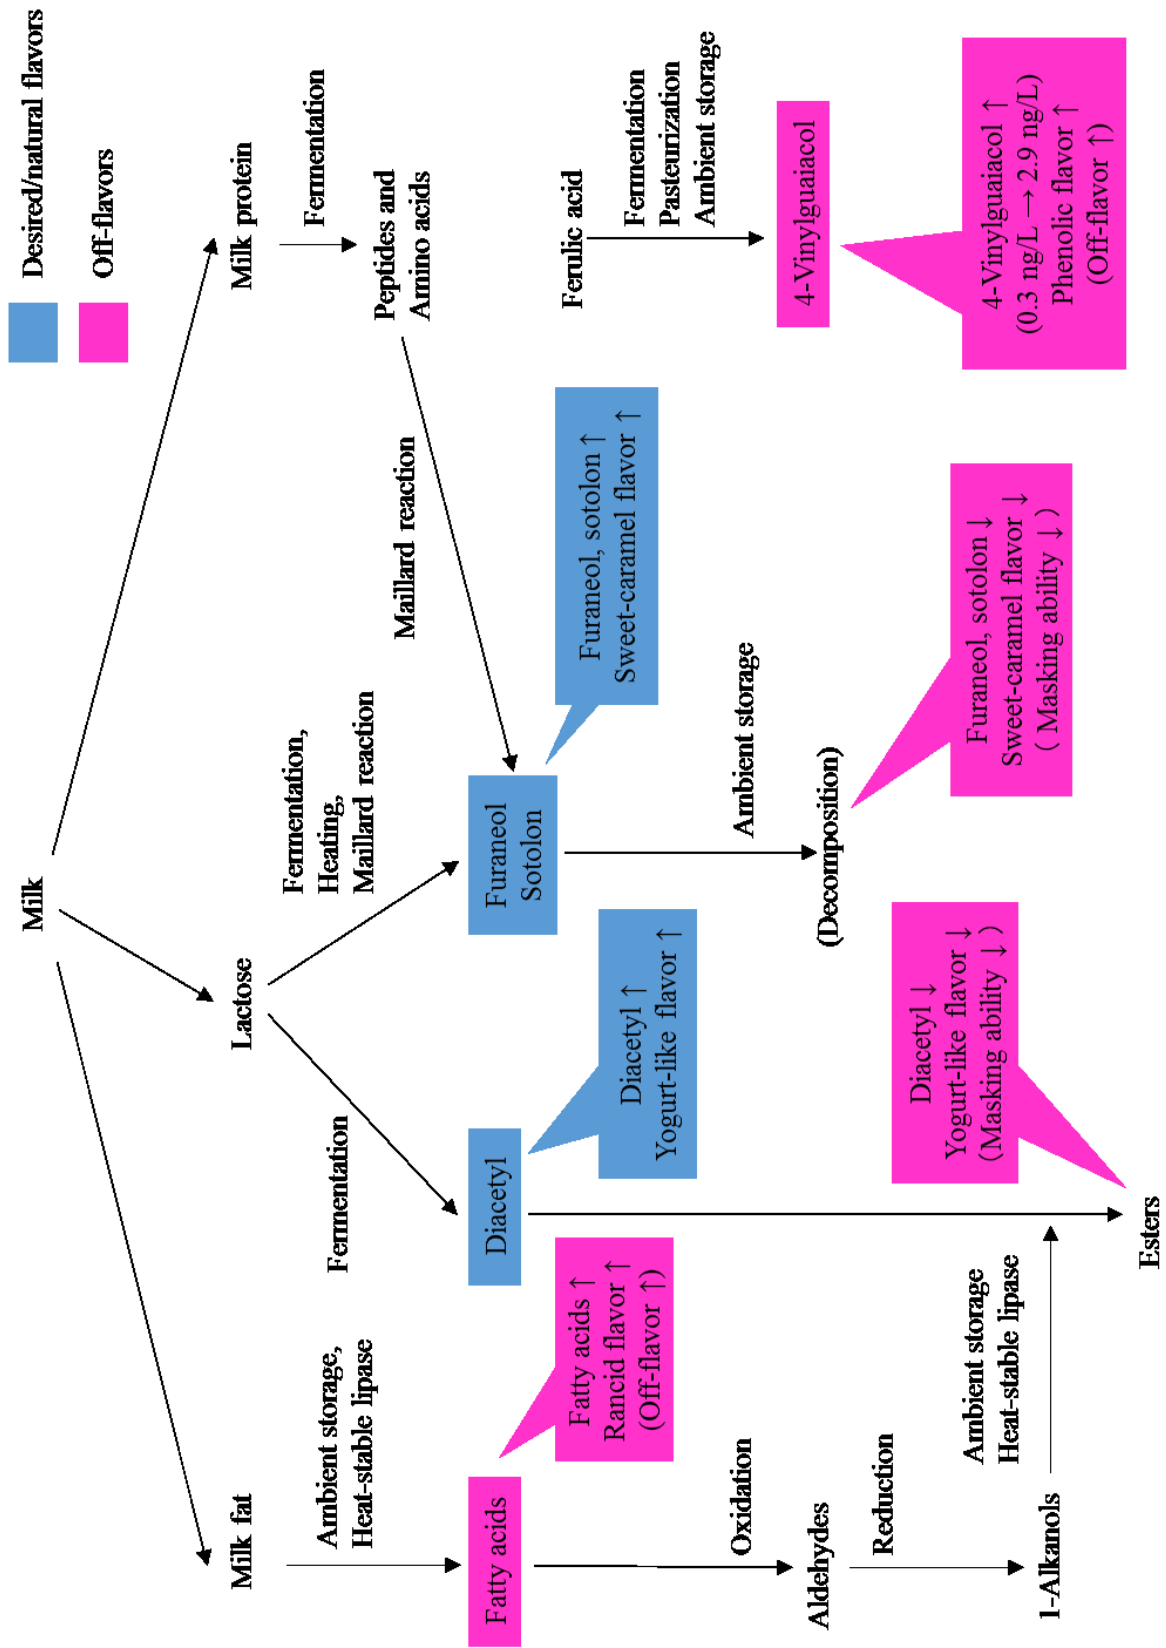 Desired/natural flavors
Off-flavors
Milk
Milk fat
Lactose
Milk protein
Ambient storage,
Heat-stable lipase
Fermentation
Fermentation,
Heating,
Maillard reaction
Fermentation
Peptides and
Amino acids
Maillard reaction
Fatty acids
Diacetyl
Furaneol
Sotolon
Fatty acids ↑
Rancid flavor ↑
(Off-flavor ↑)
Diacetyl ↑
Yogurt-like flavor ↑
Furaneol, sotolon ↑
Sweet-caramel flavor ↑
Ferulic acid
Fermentation
Pasteurization
Ambient storage
Oxidation
Ambient storage
4-Vinylguaiacol
Aldehydes
(Decomposition)
Reduction
Diacetyl ↓
Yogurt-like flavor ↓
(Masking ability ↓)
Furaneol, sotolon ↓
Sweet-caramel flavor ↓
( Masking ability ↓ )
4-Vinylguaiacol ↑
(0.3 ng/L → 2.9 ng/L)
Phenolic flavor ↑
(Off-flavor ↑)
Ambient storage
Heat-stable lipase
1-Alkanols
Esters